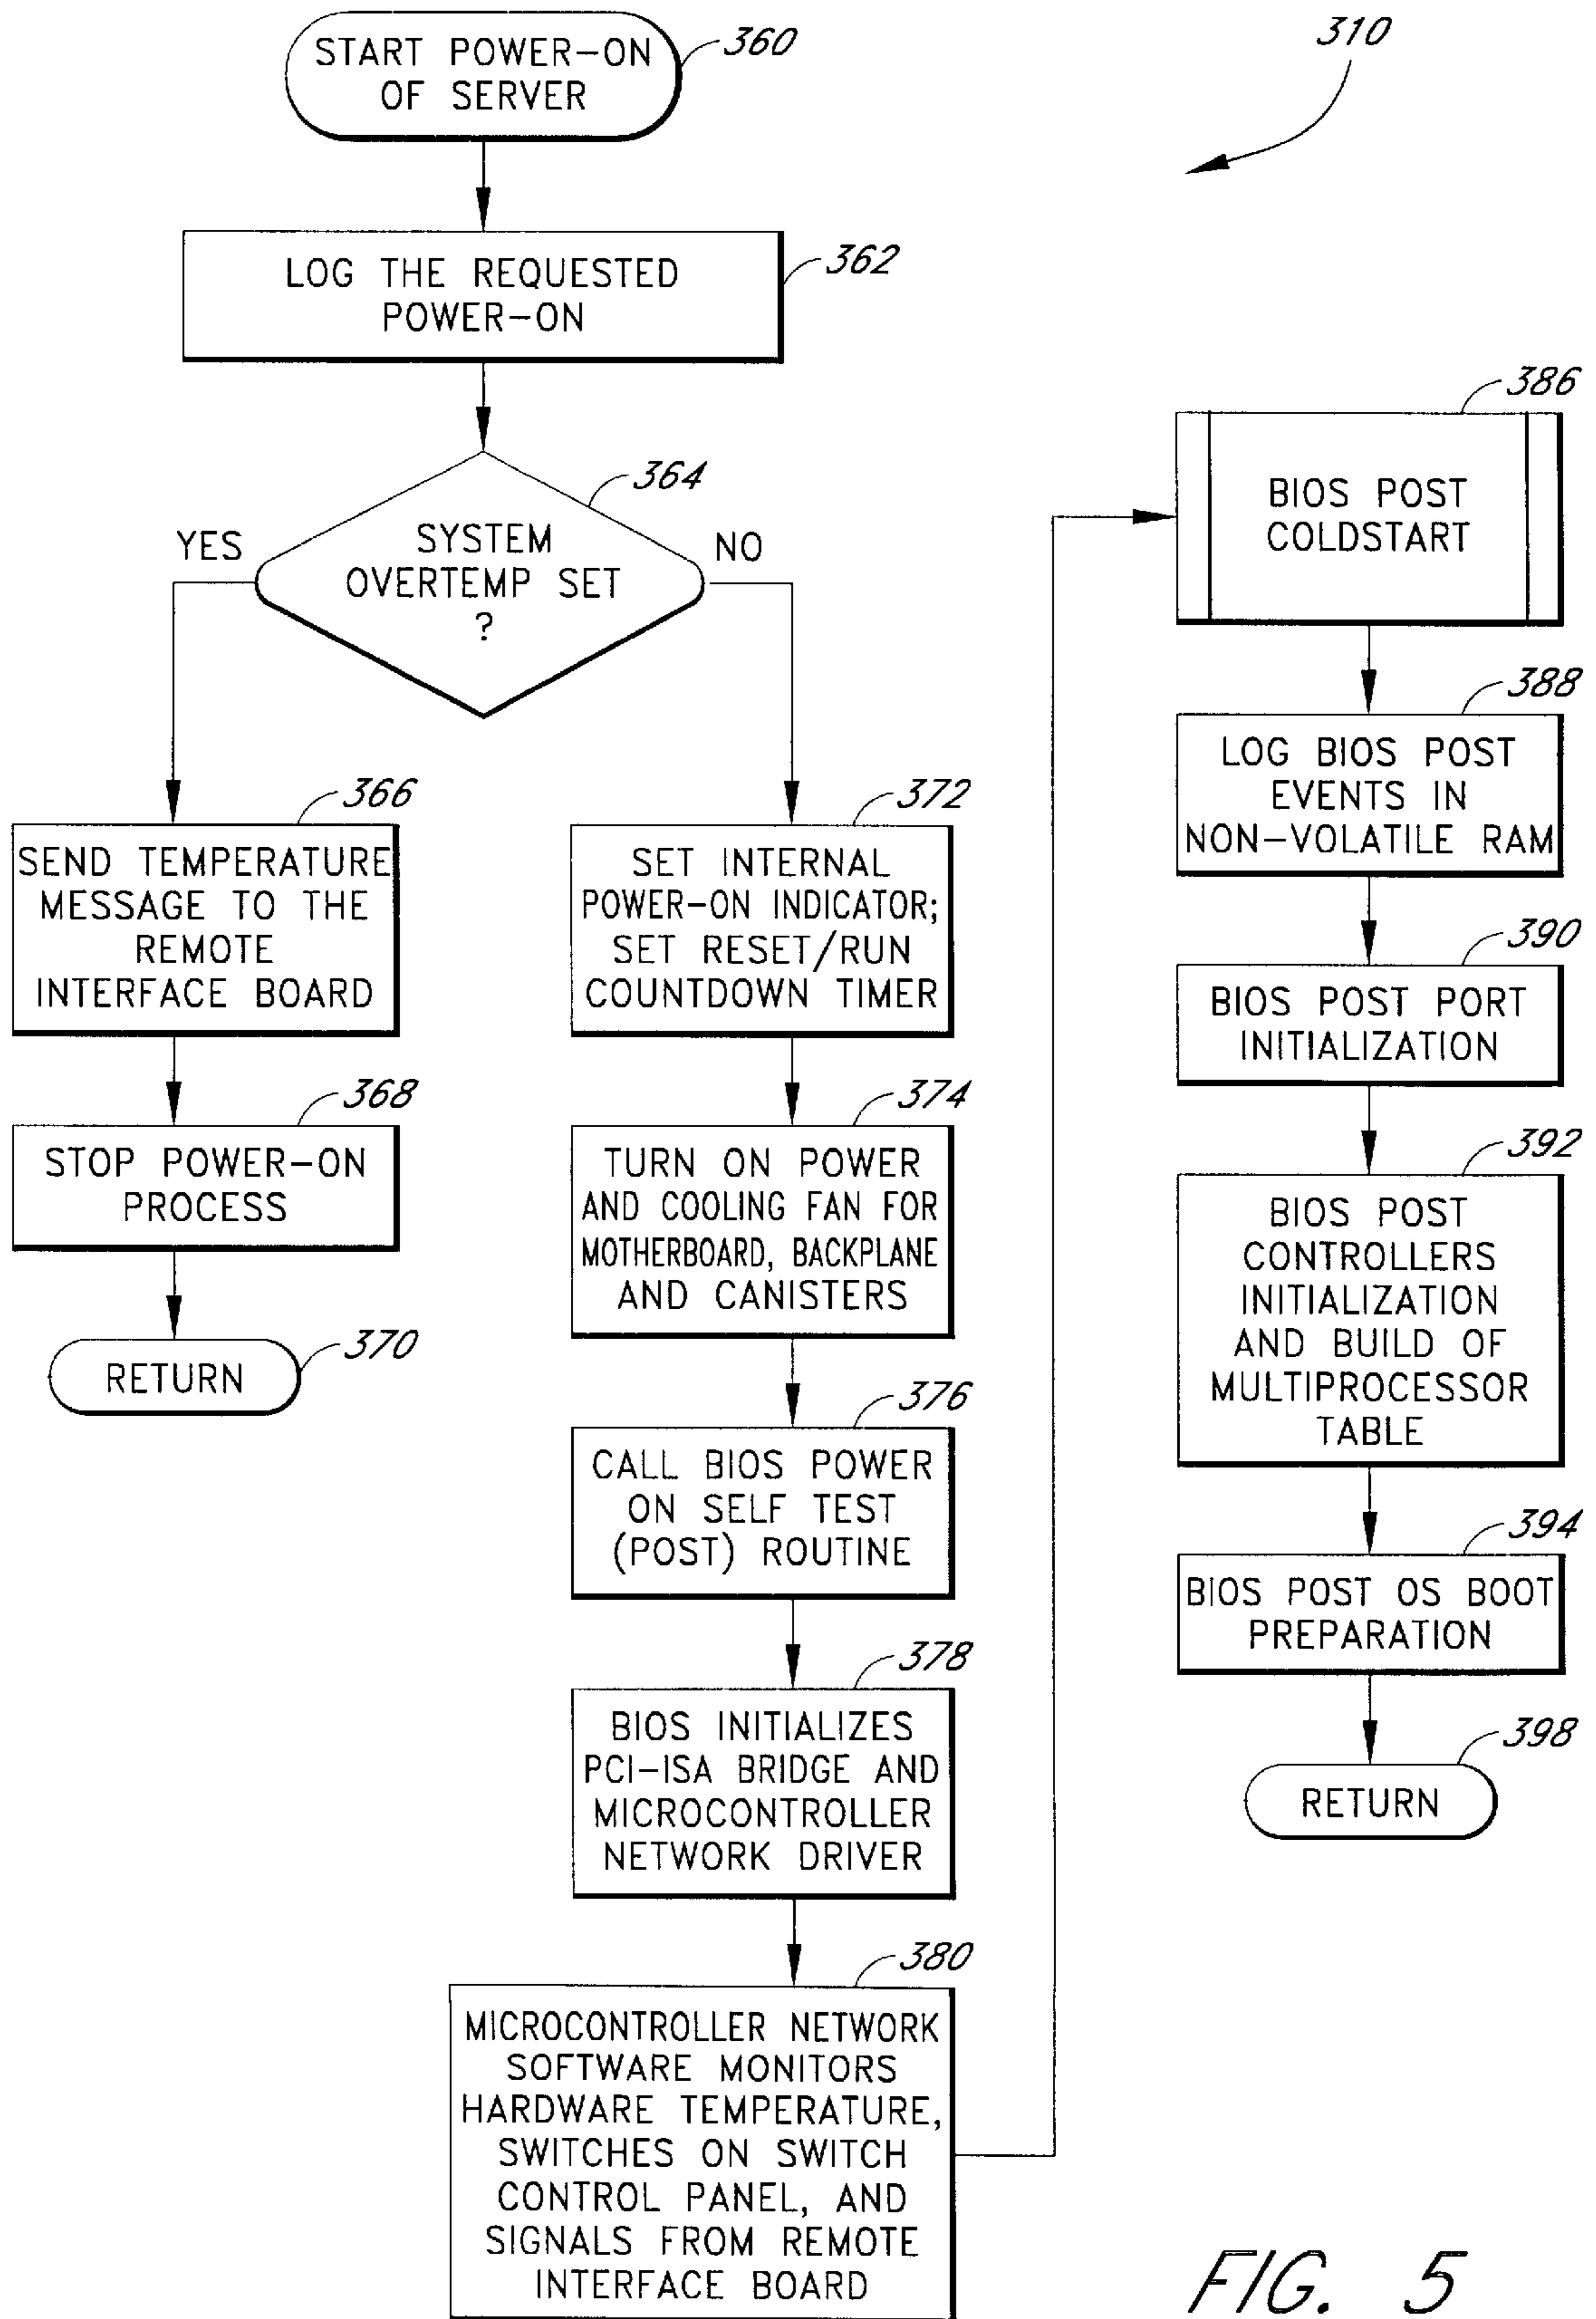 310
START POWER-ON
OF SERVER
360
LOG THE REQUESTED
POWER-ON
362
364
SYSTEM
OVERTEMP SET
?
YES
NO
366
SEND TEMPERATURE
MESSAGE TO THE
REMOTE
INTERFACE BOARD
368
STOP POWER-ON
PROCESS
RETURN
370
372
SET INTERNAL
POWER-ON INDICATOR;
SET RESET/RUN
COUNTDOWN TIMER
374
TURN ON POWER
AND COOLING FAN FOR
MOTHERBOARD, BACKPLANE
AND CANISTERS
376
CALL BIOS POWER
ON SELF TEST
(POST) ROUTINE
378
BIOS INITIALIZES
PCI-ISA BRIDGE AND
MICROCONTROLLER
NETWORK DRIVER
380
MICROCONTROLLER NETWORK
SOFTWARE MONITORS
HARDWARE TEMPERATURE,
SWITCHES ON SWITCH
CONTROL PANEL, AND
SIGNALS FROM REMOTE
INTERFACE BOARD
386
BIOS POST
COLDSTART
388
LOG BIOS POST
EVENTS IN
NON-VOLATILE RAM
390
BIOS POST PORT
INITIALIZATION
392
BIOS POST
CONTROLLERS
INITIALIZATION
AND BUILD OF
MULTIPROCESSOR
TABLE
394
BIOS POST OS BOOT
PREPARATION
398
RETURN
FIG. 5